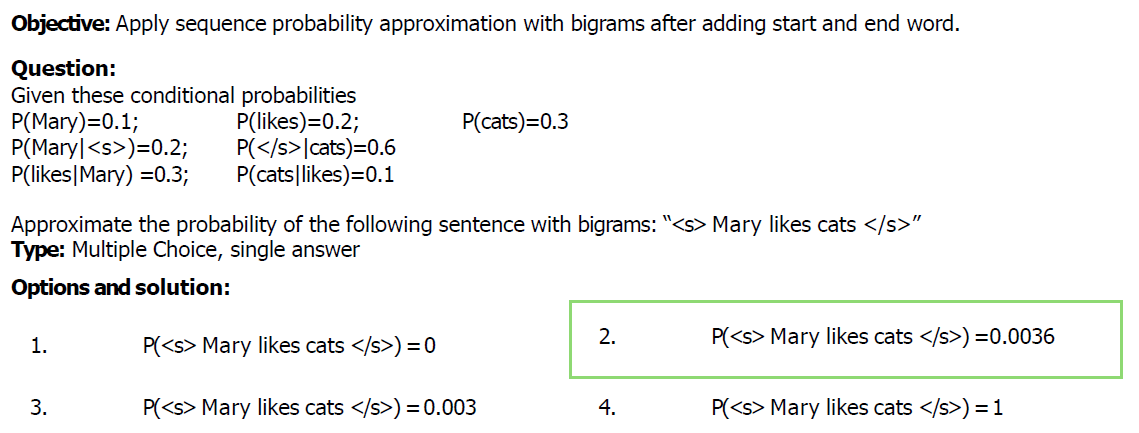 Objective: Apply sequence probability approximation with bigrams after adding start and end word.
Question:
Given these conditional probabilities
P(Mary)=0.1; P(likes)=0.2; P(cats)=0.3
P(Mary|<s>)=0.2; P(</s>|cats)=0.6
P(likes|Mary) =0.3; P(cats|likes)=0.1
Approximate the probability of the following sentence with bigrams: “<s> Mary likes cats </s>”
Type: Multiple Choice, single answer
Options and solution:
1. P(<s> Mary likes cats </s>) = 0
2. P(<s> Mary likes cats </s>) =0.0036
3. P(<s> Mary likes cats </s>) = 0.003
4. P(<s> Mary likes cats </s>) = 1